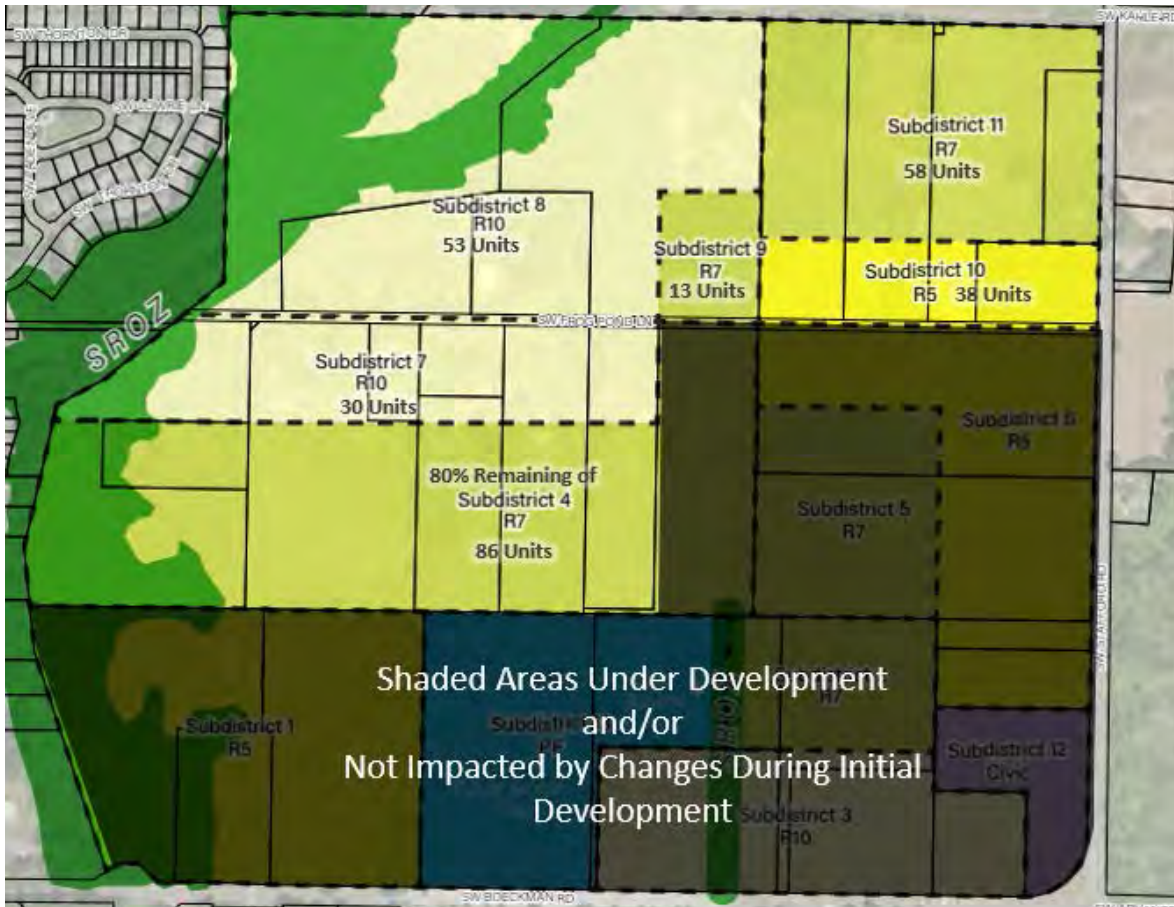 SW KAHLE RD
SW THORNTON DR
SW LOWRIE LN
Subdistrict 11
R7
58 Units
Subdistrict 8
R10
53 Units
Subdistrict 9
R7
13 Units
Subdistrict 10
R5 38 Units
SW FROG POND LN
SROZ
Subdistrict 7
R10
30 Units
Subdistrict 6
R5
80% Remaining of
Subdistrict 4
R7
86 Units
Subdistrict 5
R7
SW STAFFORD RD
Shaded Areas Under Development
and/or
Not Impacted by Changes During Initial
Development
R7
Subdistrict 1
R5
PF
Subdistrict 12
Civic
Subdistrict 3
R10
SW BOECKMAN RD